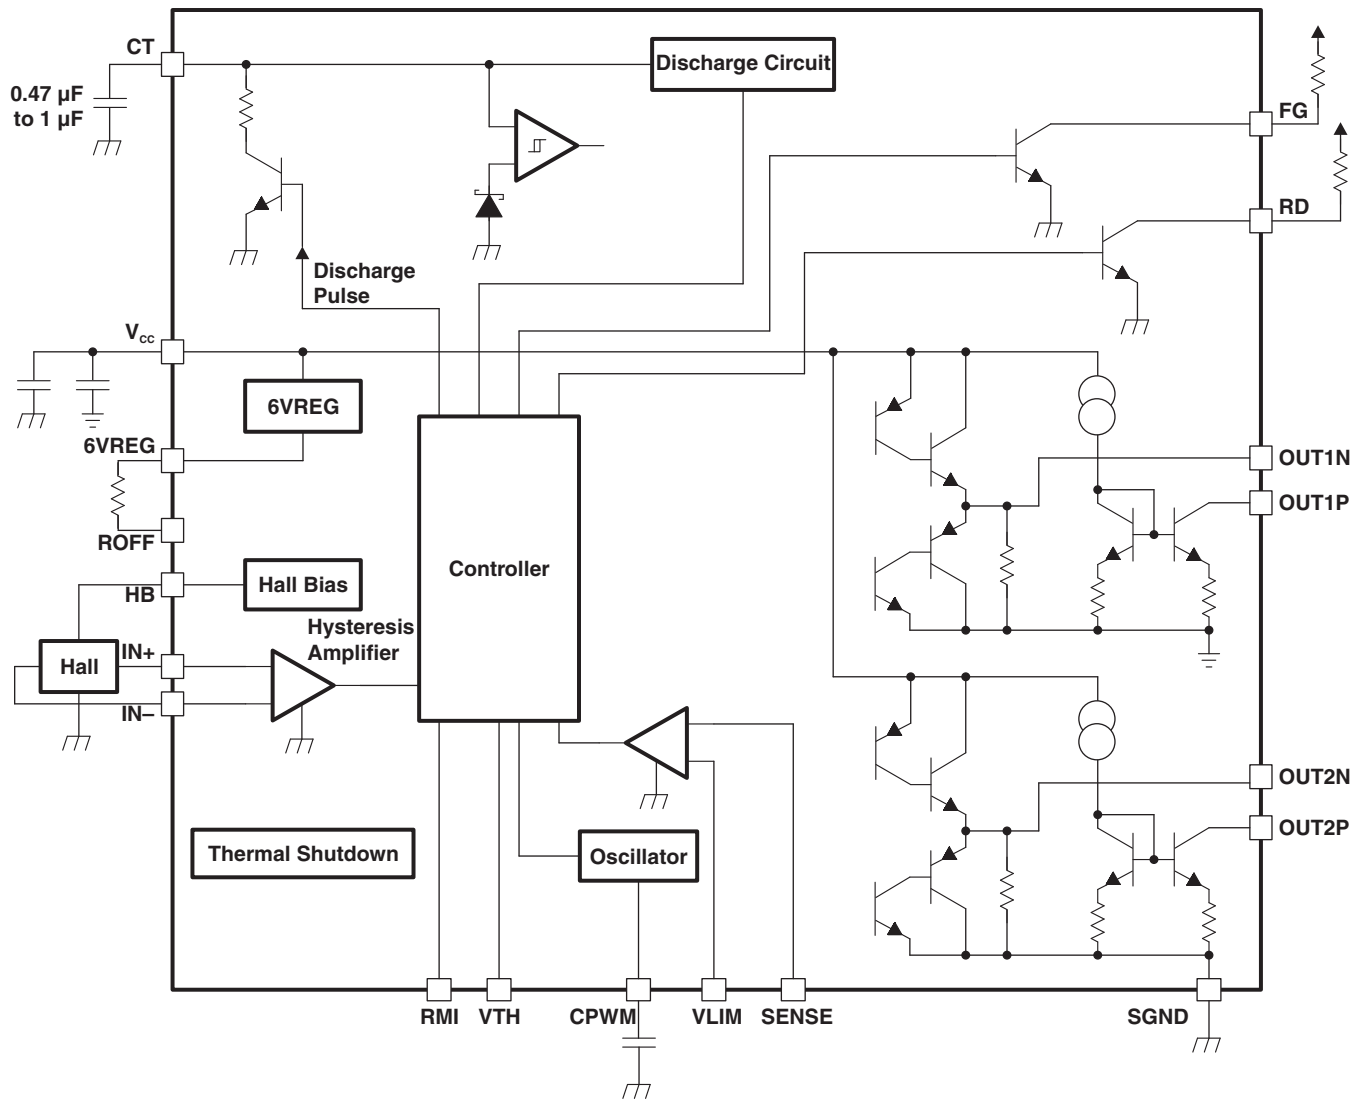 CT
Discharge Circuit
0.47 µF
to 1 µF
FG
RD
Discharge
Pulse
VCC
6VREG
6VREG
OUT1N
OUT1P
ROFF
Controller
Hall Bias
HB
Hysteresis
Amplifier
IN+
Hall
IN–
OUT2N
OUT2P
Thermal Shutdown
Oscillator
RMI
VTH
CPWM
VLIM
SENSE
SGND